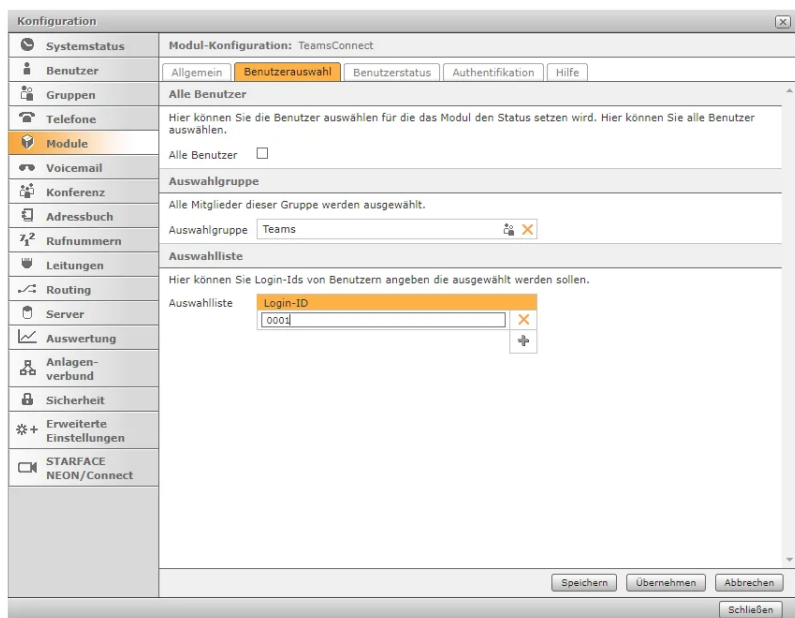 Konfiguration
Systemstatus
Benutzer
Gruppen
Telefone
Module
Voicemail
Konferenz
Adressbuch
Rufnummern
Leitungen
Routing
Server
Auswertung
Anlagen-
verbund
Sicherheit
Erweiterte
Einstellungen
STARFACE
NEON/Connect
Modul-Konfiguration: TeamsConnect
Allgemein Benutzerauswahl Benutzerstatus Authentifikation Hilfe
Alle Benutzer
Hier können Sie die Benutzer auswählen für die das Modul den Status setzen wird. Hier können Sie alle Benutzer
auswählen.
Alle Benutzer
Auswahlgruppe
Alle Mitglieder dieser Gruppe werden ausgewählt.
Auswahlgruppe Teams
Auswahlliste
Hier können Sie Login-Ids von Benutzern angeben die ausgewählt werden sollen.
Auswahlliste Login-ID
0001
Speichern Übernehmen Abbrechen
Schließen